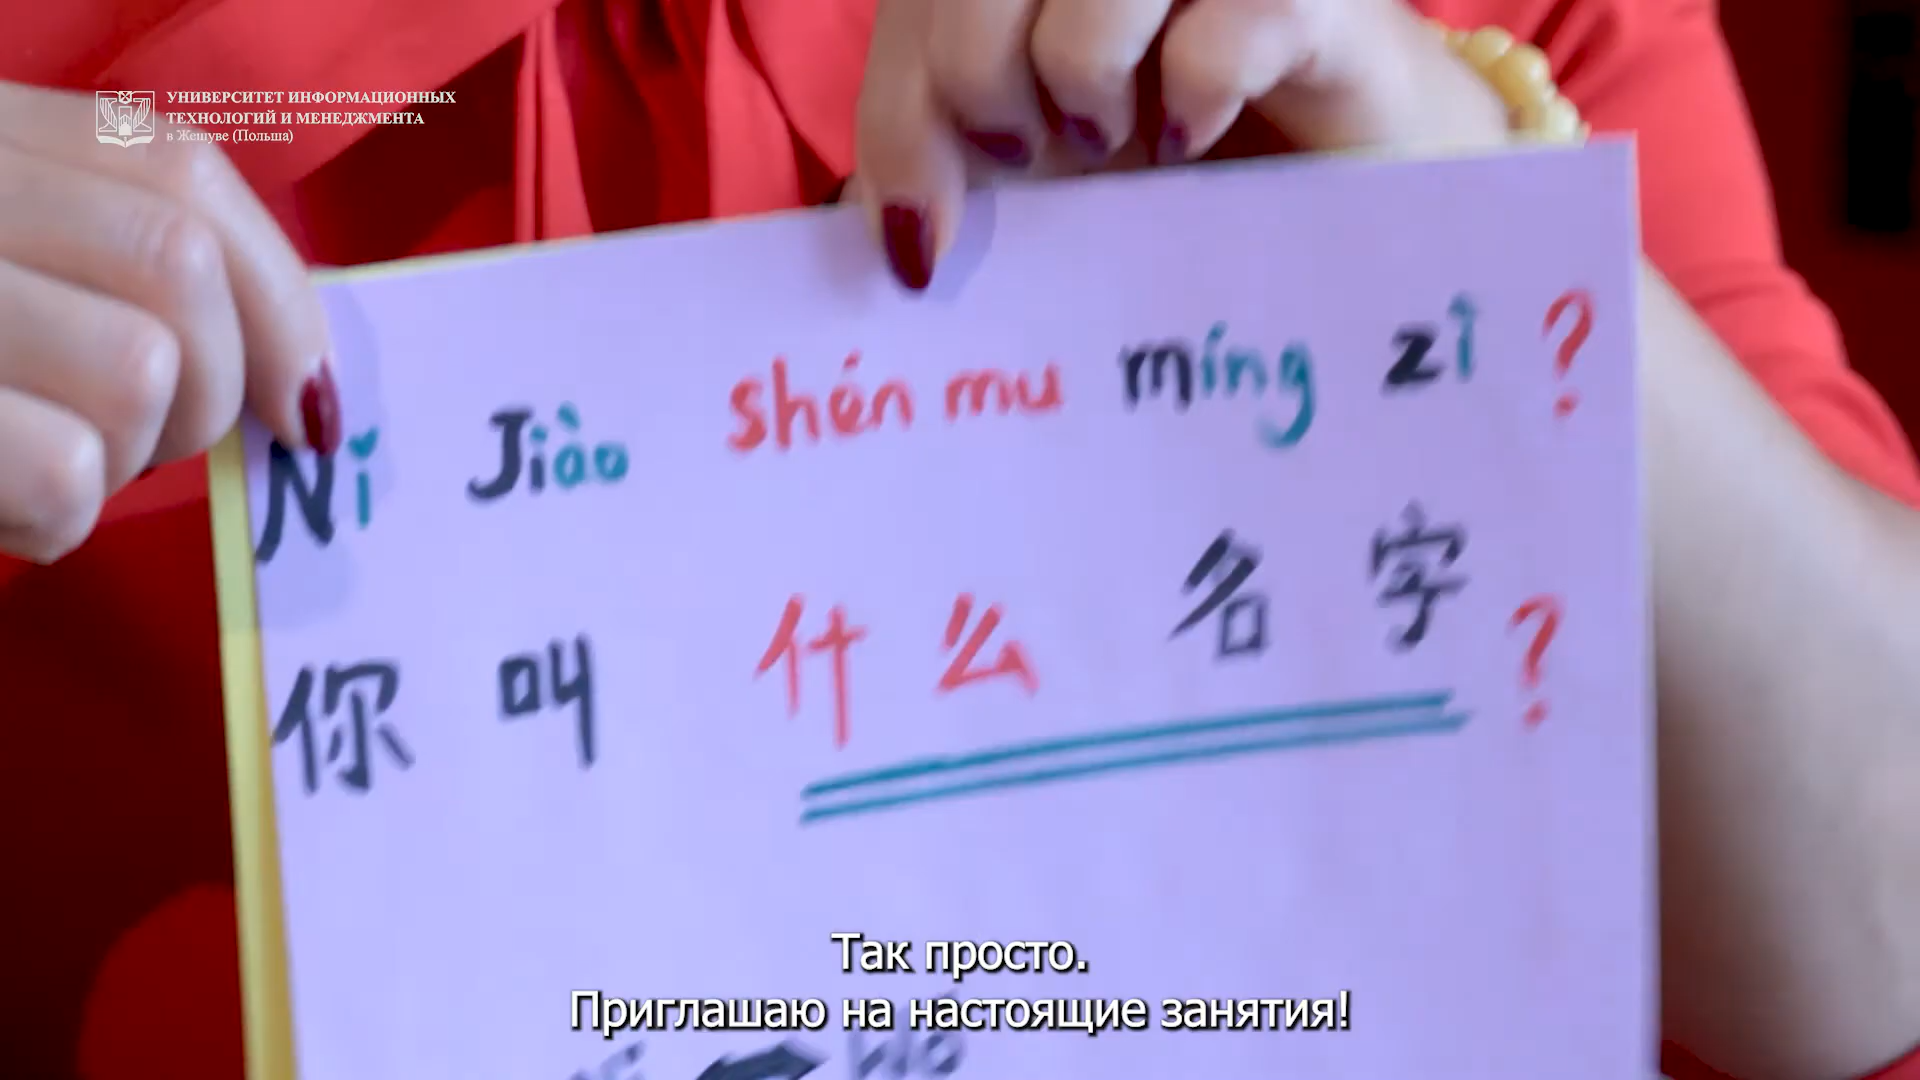 УНИВЕРСИТЕТ ИНФОРМАЦИОННЫХ
ТЕХНОЛОГИЙ И МЕНЕДЖМЕНТА
в Жешуве (Польша)
Nǐ Jiào shén mu míng zì ?
你 叫 什 么 名 字 ?
Так просто.
Приглашаю на настоящие занятия!